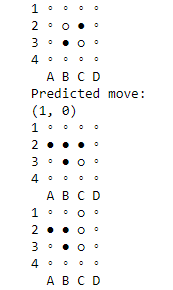 1 ◦ ◦ ◦ ◦
2 ◦ ○ ● ◦
3 ◦ ● ○ ◦
4 ◦ ◦ ◦ ◦
  A B C D
Predicted move:
(1, 0)
1 ◦ ◦ ◦ ◦
2 ● ● ● ◦
3 ◦ ● ○ ◦
4 ◦ ◦ ◦ ◦
  A B C D
1 ◦ ◦ ○ ◦
2 ● ● ○ ◦
3 ◦ ● ○ ◦
4 ◦ ◦ ◦ ◦
  A B C D